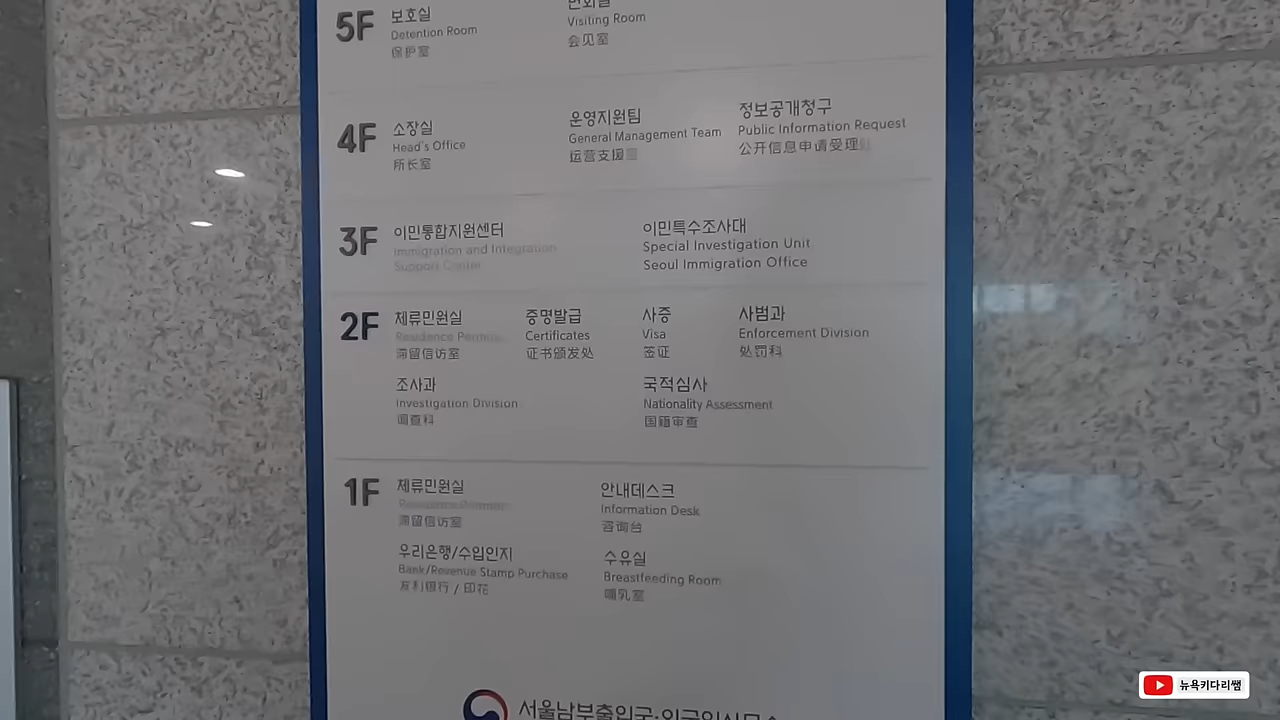 5F
보호실
Detention Room
保护室
Visiting Room
会见室
4F
소장실
Head's Office
所长室
운영지원팀
General Management Team
运营支援
정보공개청구
Public Information Request
公开信息申请受理
3F
이민통합지원센터
Immigration and Integration
Support Center
이민특수조사대
Special Investigation Unit
Seoul Immigration Office
2F
체류민원실
Residence
滞留信访室
증명발급
Certificates
证书颁发处
사증
Visa
签证
사범과
Enforcement Division
处罚科
조사과
Investigation Division
调查科
국적심사
Nationality Assessment
国籍审查
1F
체류민원실
Residence
滞留信访室
안내데스크
Information Desk
咨询台
우리은행/수입인지
Bank/Revenue Stamp Purchase
友利银行 / 印花
수유실
Breastfeeding Room
哺乳室
서울남부출입국·외국인사무소
뉴욕키다리쌤